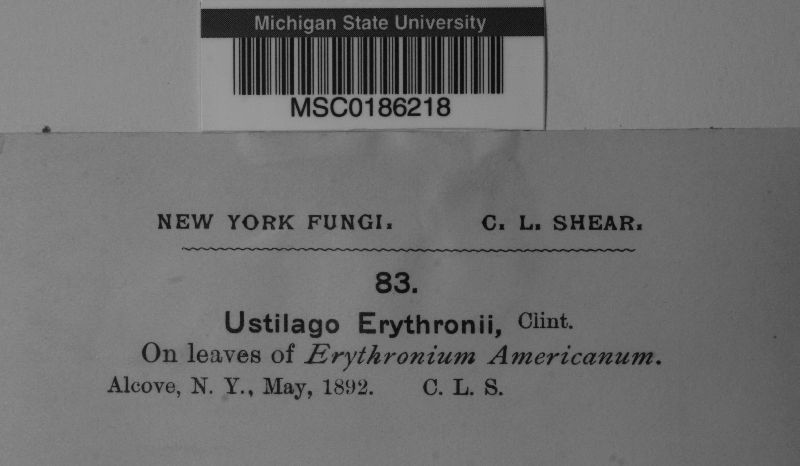 Michigan State University
MSC0186218
NEW YORK FUNGI. C. L. SHEAR.
83.
Ustilago Erythronii, Clint.
On leaves of Erythronium Americanum.
Alcove, N. Y., May, 1892. C. L. S.